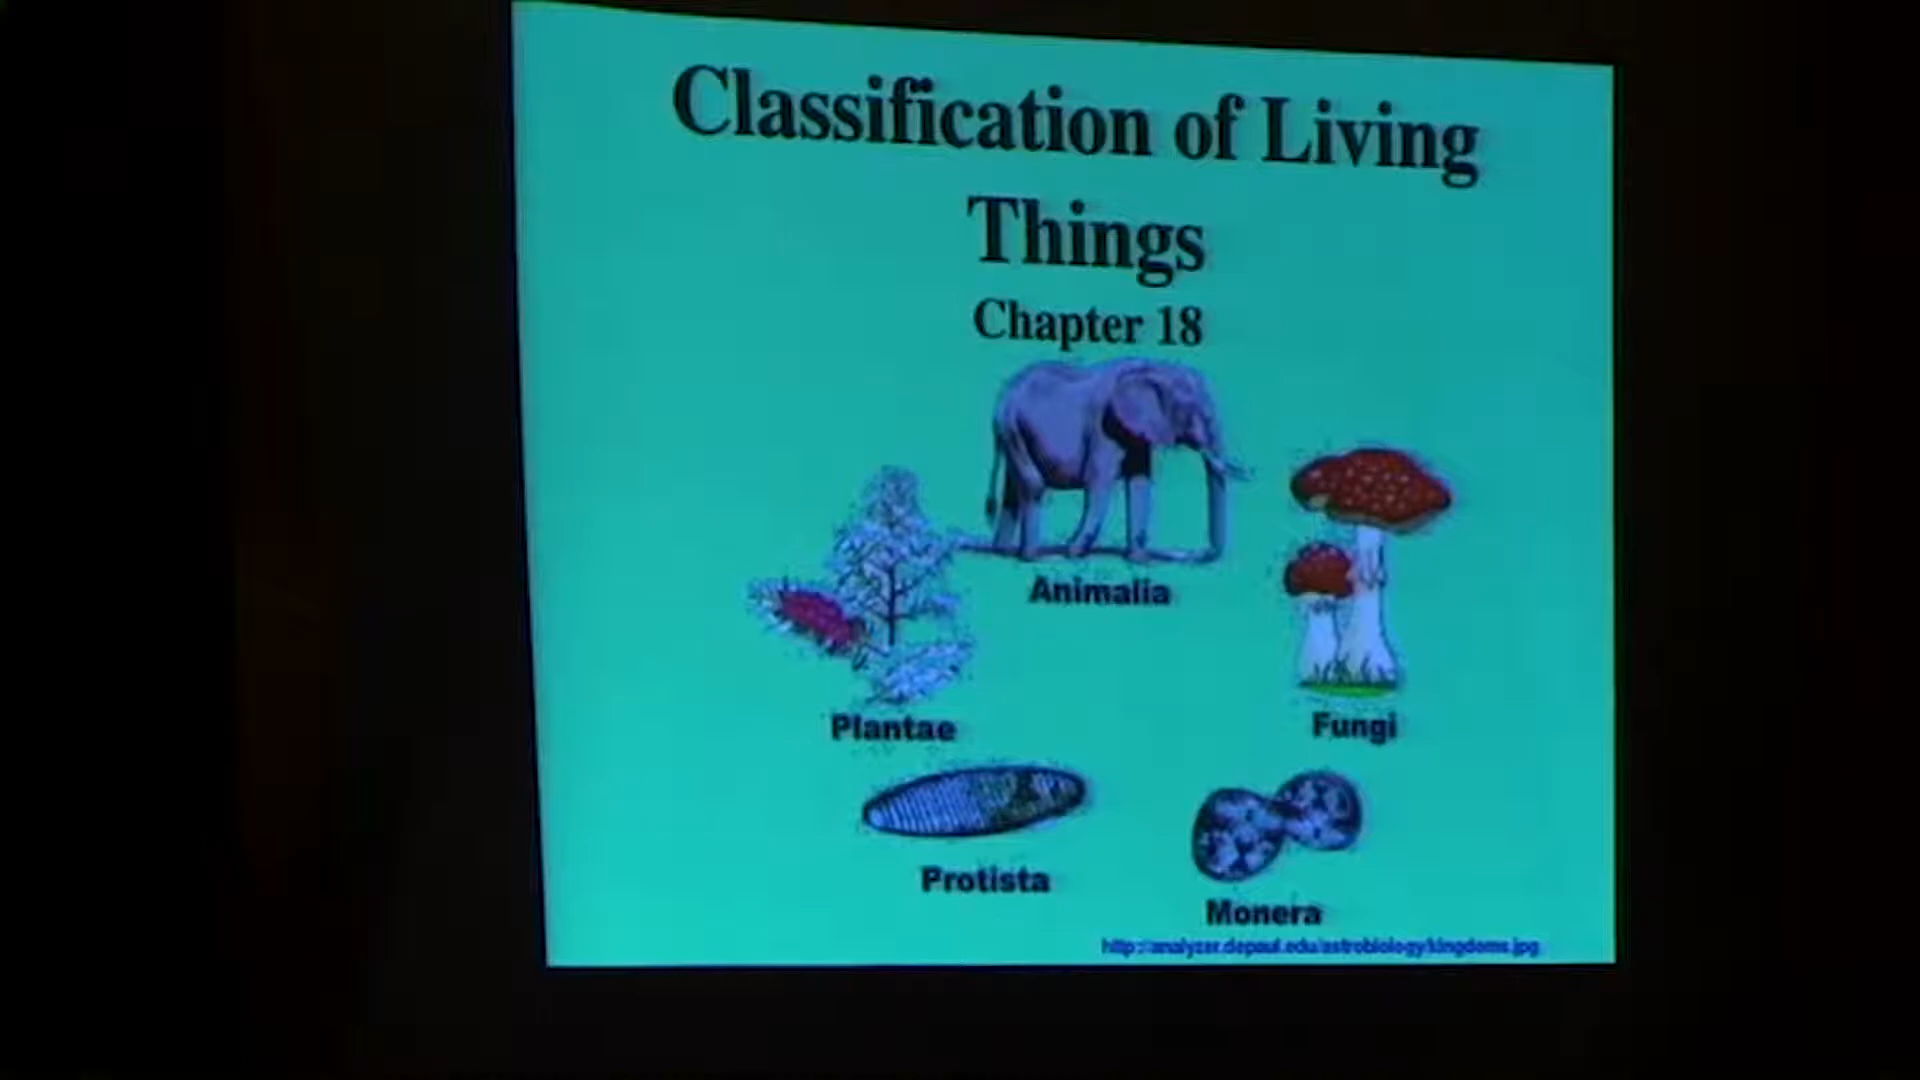 Classification of Living
Things
Chapter 18
Animalia
Plantae
Fungi
Protista
Monera
http://analyzer.depaul.edu/astrobiology/kingdoms.jpg